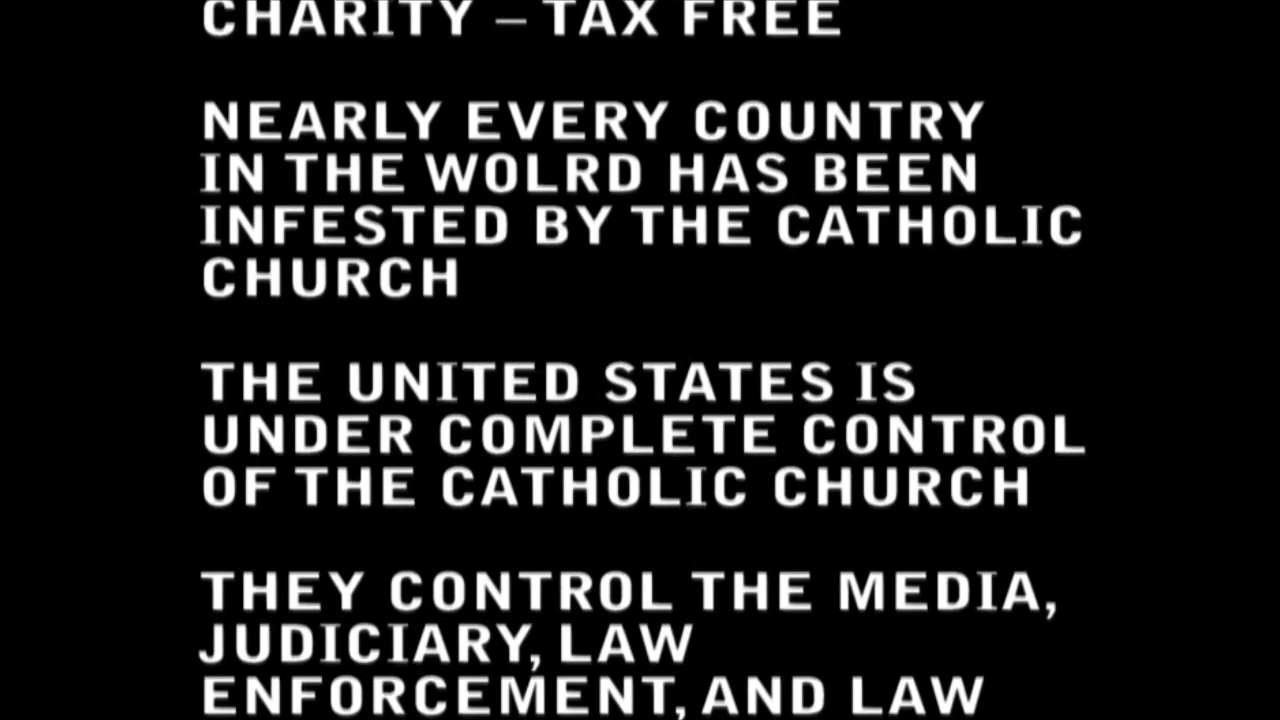 CHARITY – TAX FREE
NEARLY EVERY COUNTRY
IN THE WOLRD HAS BEEN
INFESTED BY THE CATHOLIC
CHURCH
THE UNITED STATES IS
UNDER COMPLETE CONTROL
OF THE CATHOLIC CHURCH
THEY CONTROL THE MEDIA,
JUDICIARY, LAW
ENFORCEMENT, AND LAW